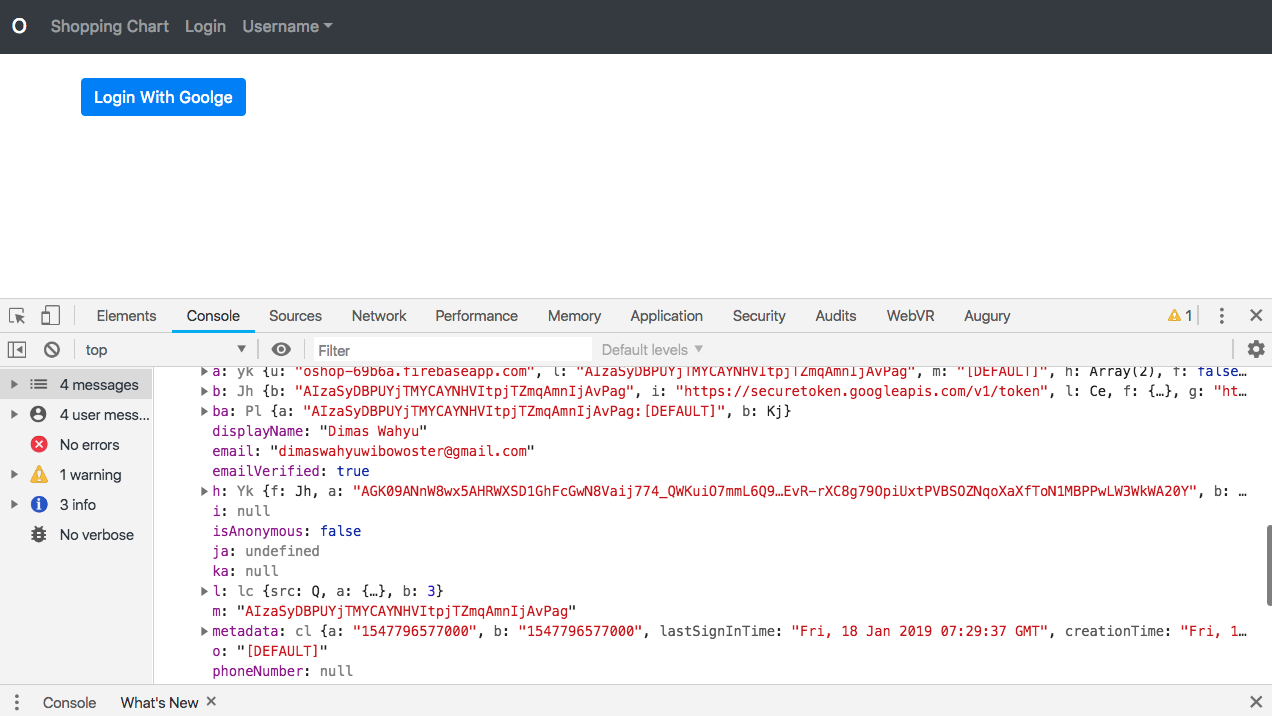 O Shopping Chart Login Username
Login With Goolge
Elements Console Sources Network Performance Memory Application Security Audits WebVR Augury 1
top Filter Default levels
4 messages
4 user mess...
No errors
1 warning
3 info
No verbose
a: yk {u: "oshop-69b6a.firebaseapp.com", l: "AIzaSyDBPUYjTMYCAYNHVItpjTZmqAmnIjAvPag", m: "[DEFAULT]", h: Array(2), f: false…
b: Jh {b: "AIzaSyDBPUYjTMYCAYNHVItpjTZmqAmnIjAvPag", i: "https://securetoken.googleapis.com/v1/token", l: Ce, f: {…}, g: "ht…
ba: Pl {a: "AIzaSyDBPUYjTMYCAYNHVItpjTZmqAmnIjAvPag:[DEFAULT]", b: Kj}
displayName: "Dimas Wahyu"
email: "dimaswahyuwibowoster@gmail.com"
emailVerified: true
h: Yk {f: Jh, a: "AGK09ANnW8wx5AHRWXSD1GhFcGwN8Vaij774_QWKuiO7mmL6Q9…EvR-rXC8g79OpiUxtPVBSOZNqoXaXfToN1MBPPwLW3WkWA20Y", b: …
i: null
isAnonymous: false
ja: undefined
ka: null
l: lc {src: Q, a: {…}, b: 3}
m: "AIzaSyDBPUYjTMYCAYNHVItpjTZmqAmnIjAvPag"
metadata: cl {a: "1547796577000", b: "1547796577000", lastSignInTime: "Fri, 18 Jan 2019 07:29:37 GMT", creationTime: "Fri, 1…
o: "[DEFAULT]"
phoneNumber: null
Console What's New